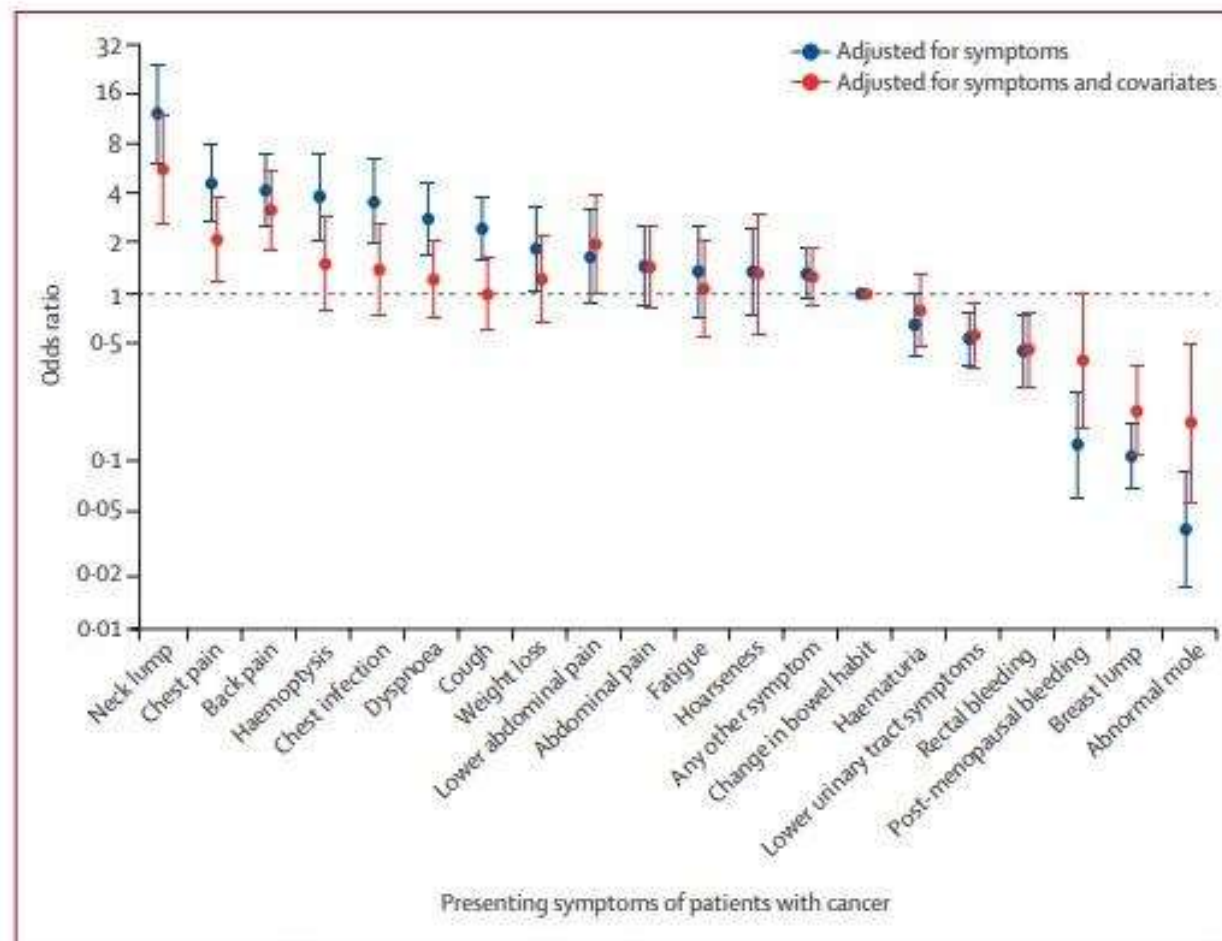 32
16
8
4
2
1
0·5
0·1
0·05
0·02
0·01
Odds ratio
Adjusted for symptoms
Adjusted for symptoms and covariates
Neck lump
Chest pain
Back pain
Haemoptysis
Chest infection
Dyspnoea
Cough
Weight loss
Lower abdominal pain
Abdominal pain
Fatigue
Hoarseness
Any other symptom
Change in bowel habit
Haematuria
Lower urinary tract symptoms
Rectal bleeding
Post-menopausal bleeding
Breast lump
Abnormal mole
Presenting symptoms of patients with cancer